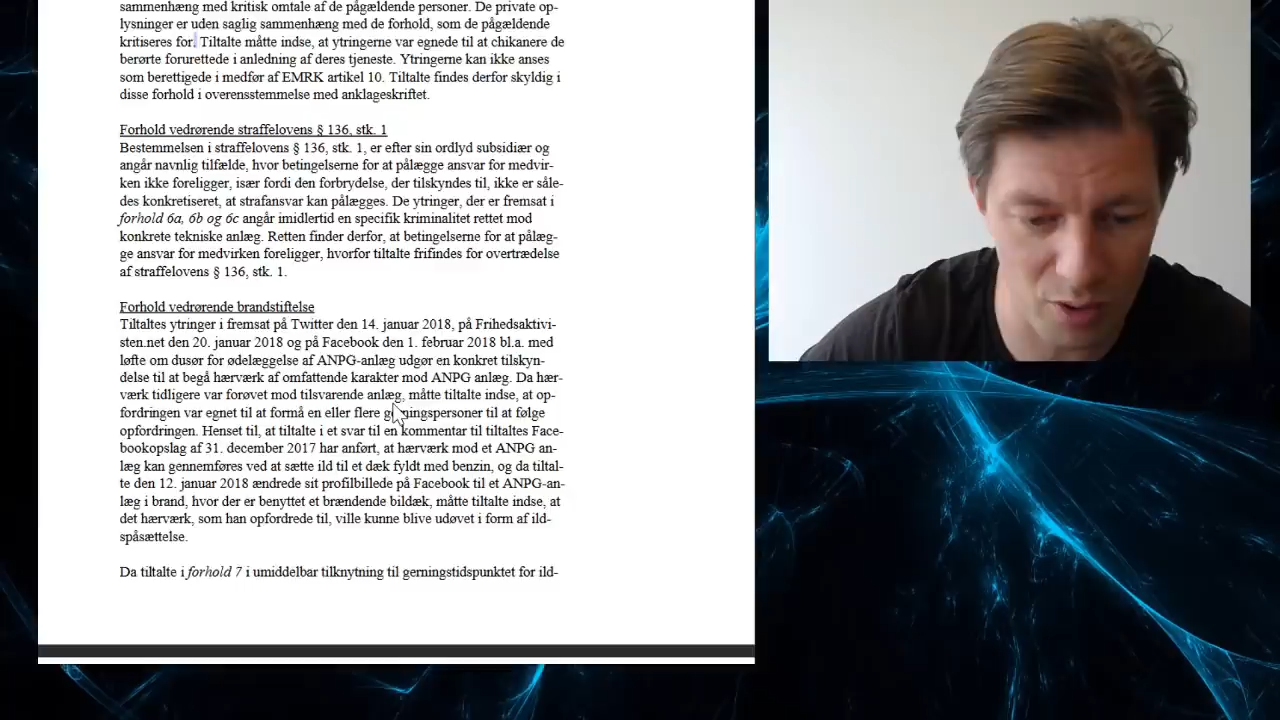 sammenhæng med kritisk omtale af de pågældende personer. De private op-
lysninger er uden saglig sammenhæng med de forhold, som de pågældende
kritiseres for. Tiltalte måtte indse, at ytringerne var egnede til at chikanere de
berørte forurettede i anledning af deres tjeneste. Ytringerne kan ikke anses
som berettigede i medfør af EMRK artikel 10. Tiltalte findes derfor skyldig i
disse forhold i overensstemmelse med anklageskriftet.
Forhold vedrørende straffelovens § 136, stk. 1
Bestemmelsen i straffelovens § 136, stk. 1, er efter sin ordlyd subsidiær og
angår navnlig tilfælde, hvor betingelserne for at pålægge ansvar for medvir-
ken ikke foreligger, især fordi den forbrydelse, der tilskyndes til, ikke er såle-
des konkretiseret, at strafansvar kan pålægges. De ytringer, der er fremsat i
forhold 6a, 6b og 6c angår imidlertid en specifik kriminalitet rettet mod
konkrete tekniske anlæg. Retten finder derfor, at betingelserne for at pålæg-
ge ansvar for medvirken foreligger, hvorfor tiltalte frifindes for overtrædelse
af straffelovens § 136, stk. 1.
Forhold vedrørende brandstiftelse
Tiltaltes ytringer i fremsat på Twitter den 14. januar 2018, på Frihedsaktivi-
sten.net den 20. januar 2018 og på Facebook den 1. februar 2018 bl.a. med
løfte om dusør for ødelæggelse af ANPG-anlæg udgør en konkret tilskyn-
delse til at begå hærværk af omfattende karakter mod ANPG anlæg. Da hær-
værk tidligere var forøvet mod tilsvarende anlæg, måtte tiltalte indse, at op-
fordringen var egnet til at formå en eller flere gerningspersoner til at følge
opfordringen. Henset til, at tiltalte i et svar til en kommentar til tiltaltes Face-
bookopslag af 31. december 2017 har anført, at hærværk mod et ANPG an-
læg kan gennemføres ved at sætte ild til et dæk fyldt med benzin, og da tiltal-
te den 12. januar 2018 ændrede sit profilbillede på Facebook til et ANPG-an-
læg i brand, hvor der er benyttet et brændende bildæk, måtte tiltalte indse, at
det hærværk, som han opfordrede til, ville kunne blive udøvet i form af ild-
spåsættelse.
Da tiltalte i forhold 7 i umiddelbar tilknytning til gerningstidspunktet for ild-